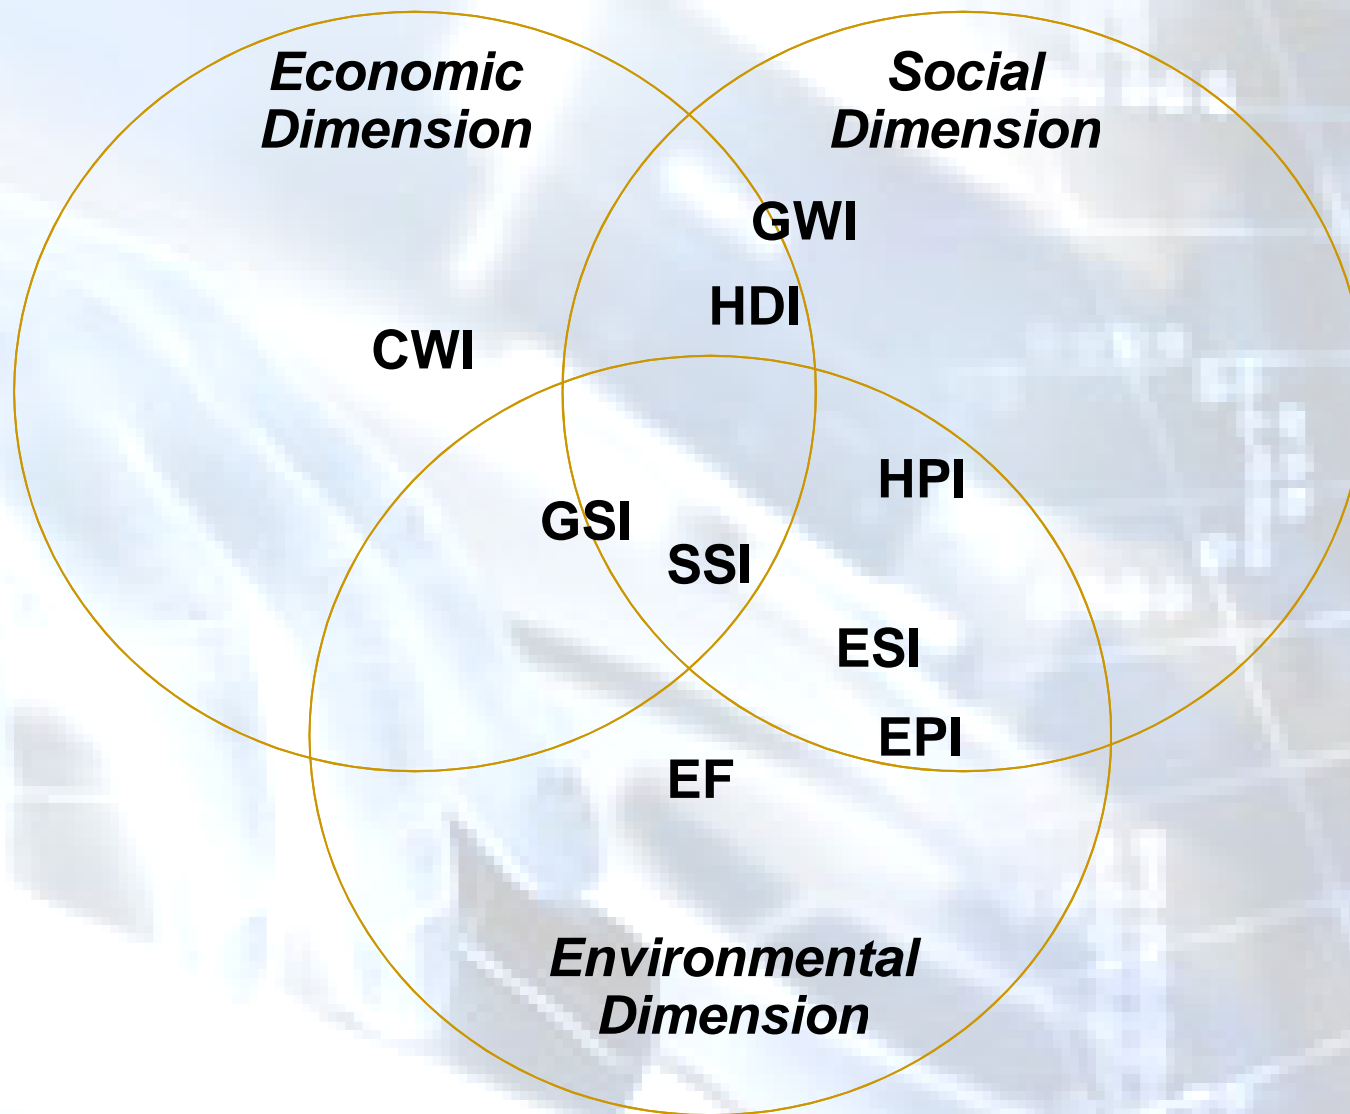 Economic
Dimension
Social
Dimension
GWI
HDI
CWI
HPI
GSI
SSI
ESI
EPI
EF
Environmental
Dimension